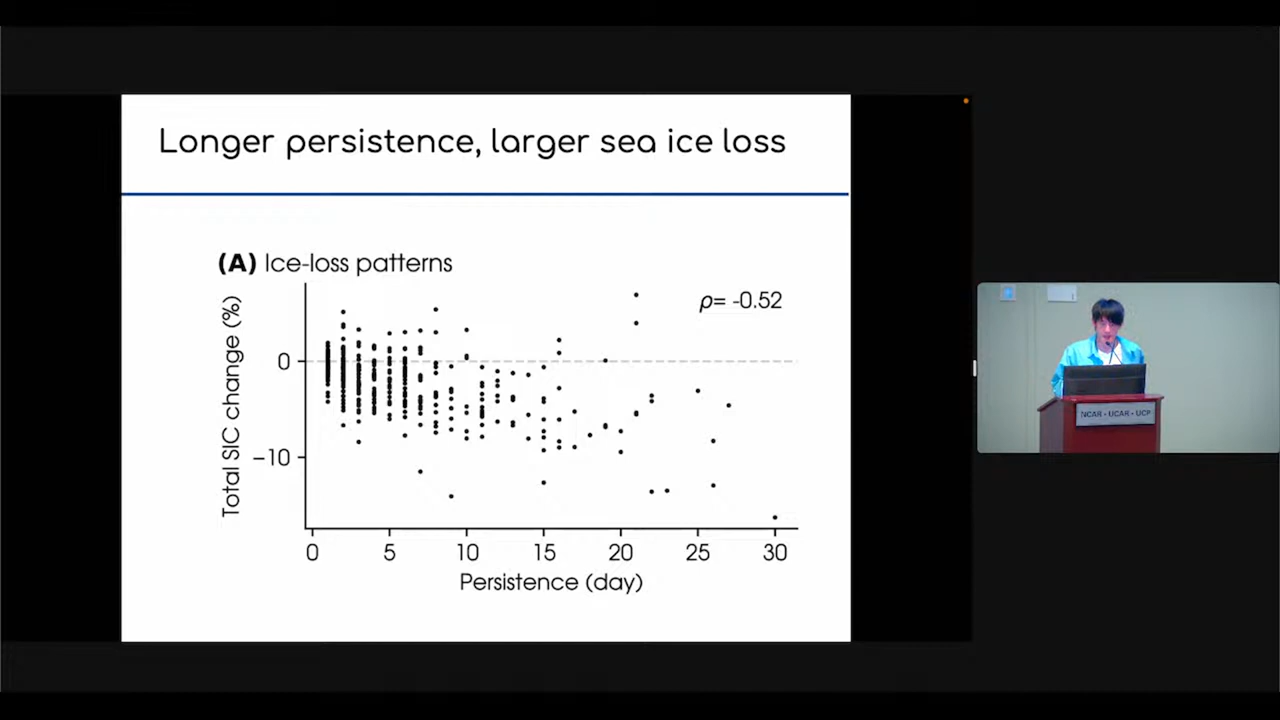 Longer persistence, larger sea ice loss
(A) Ice-loss patterns
ρ= -0.52
Total SIC change (%)
0
−10
0 5 10 15 20 25 30
Persistence (day)
NCAR • UCAR • UCP